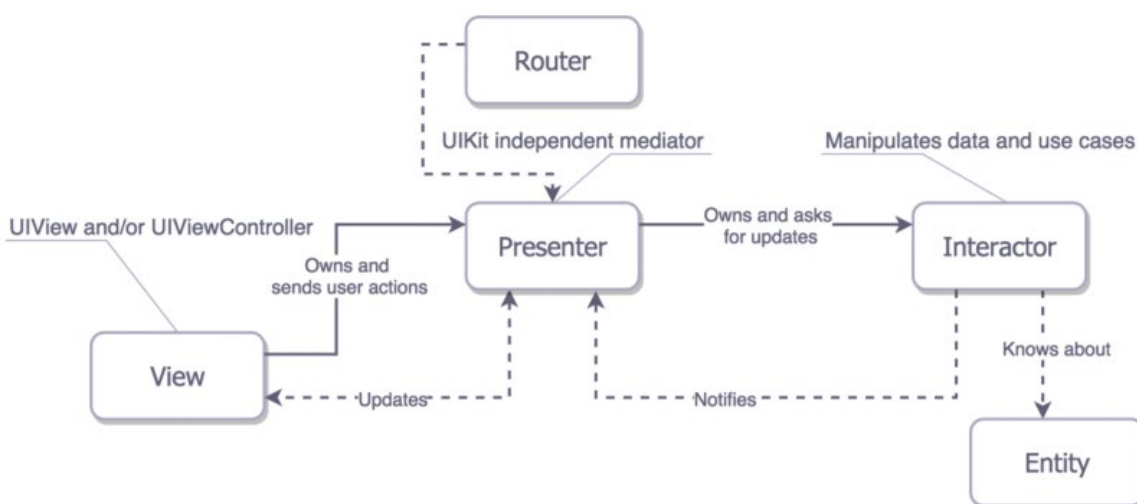 Router
UIKit independent mediator
Manipulates data and use cases
UIView and/or UIViewController
Presenter
Owns and asks
for updates
Interactor
Owns and
sends user actions
View
Updates
Notifies
Knows about
Entity